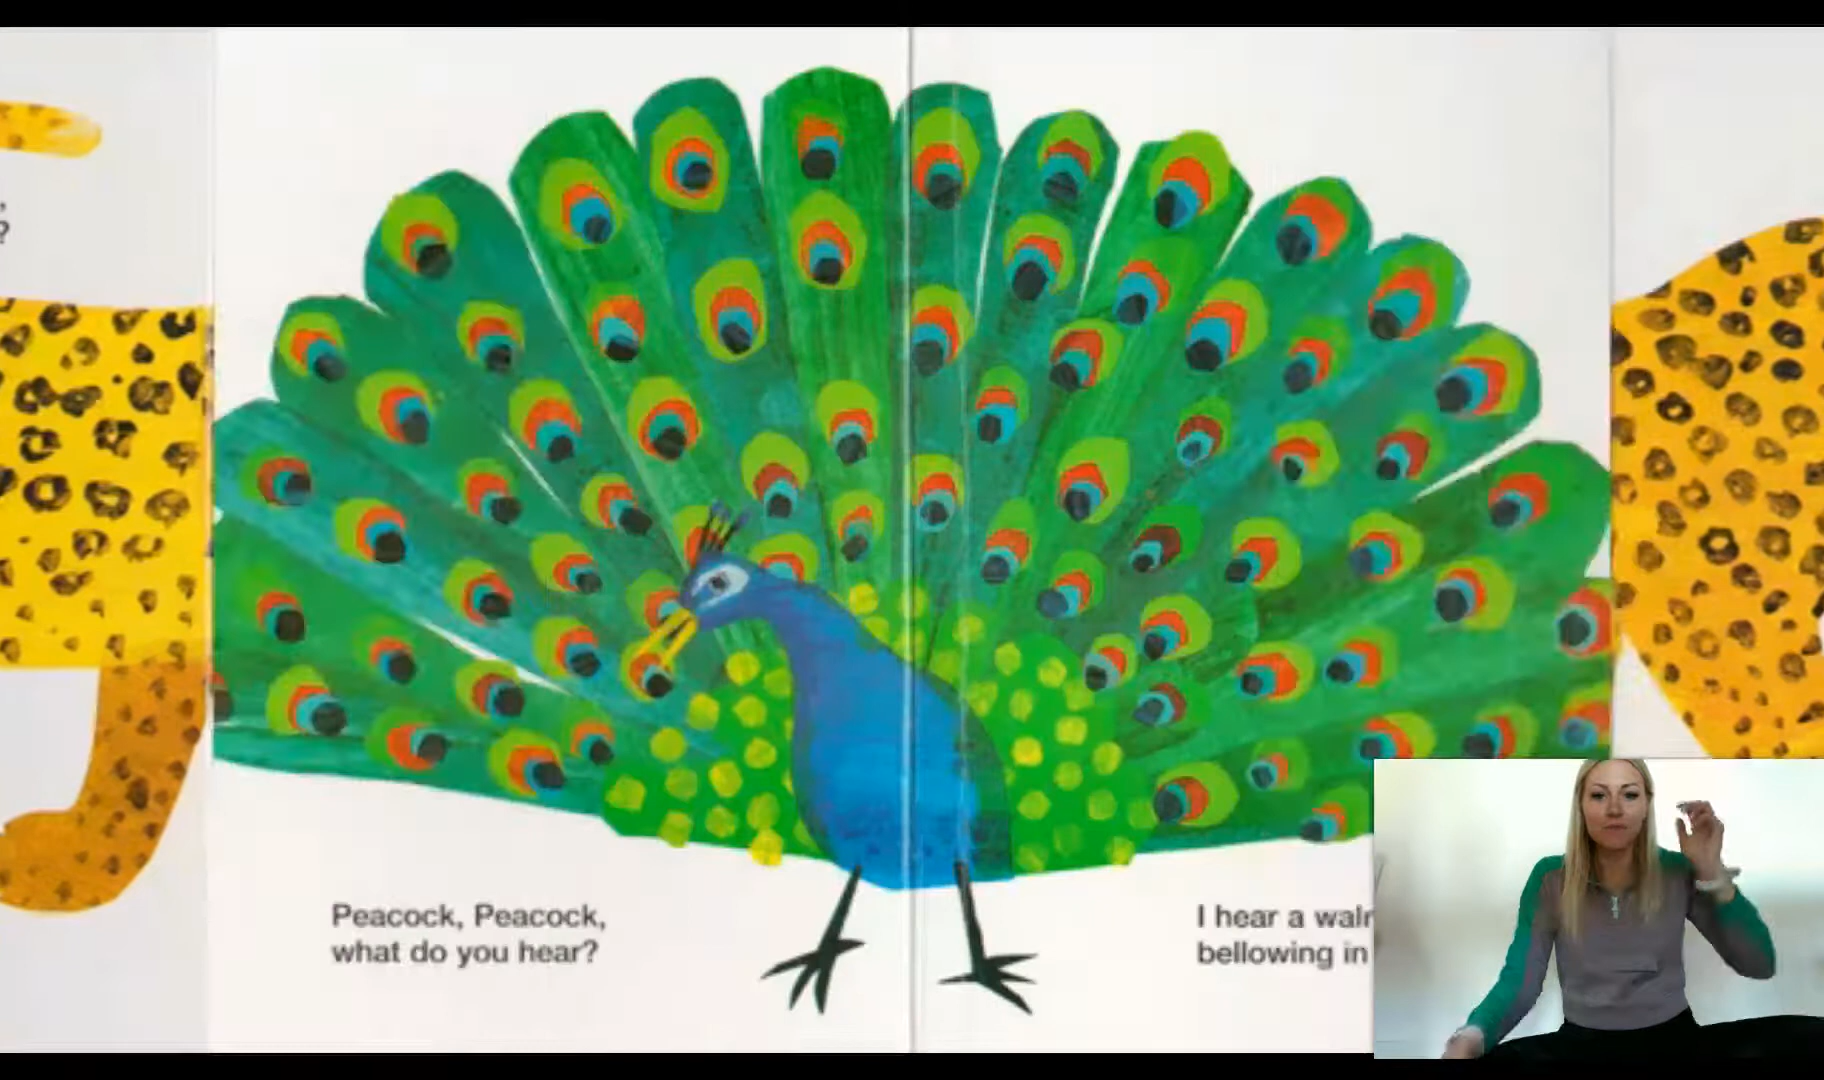 ?
Peacock, Peacock,
what do you hear?
I hear a
bellowing in